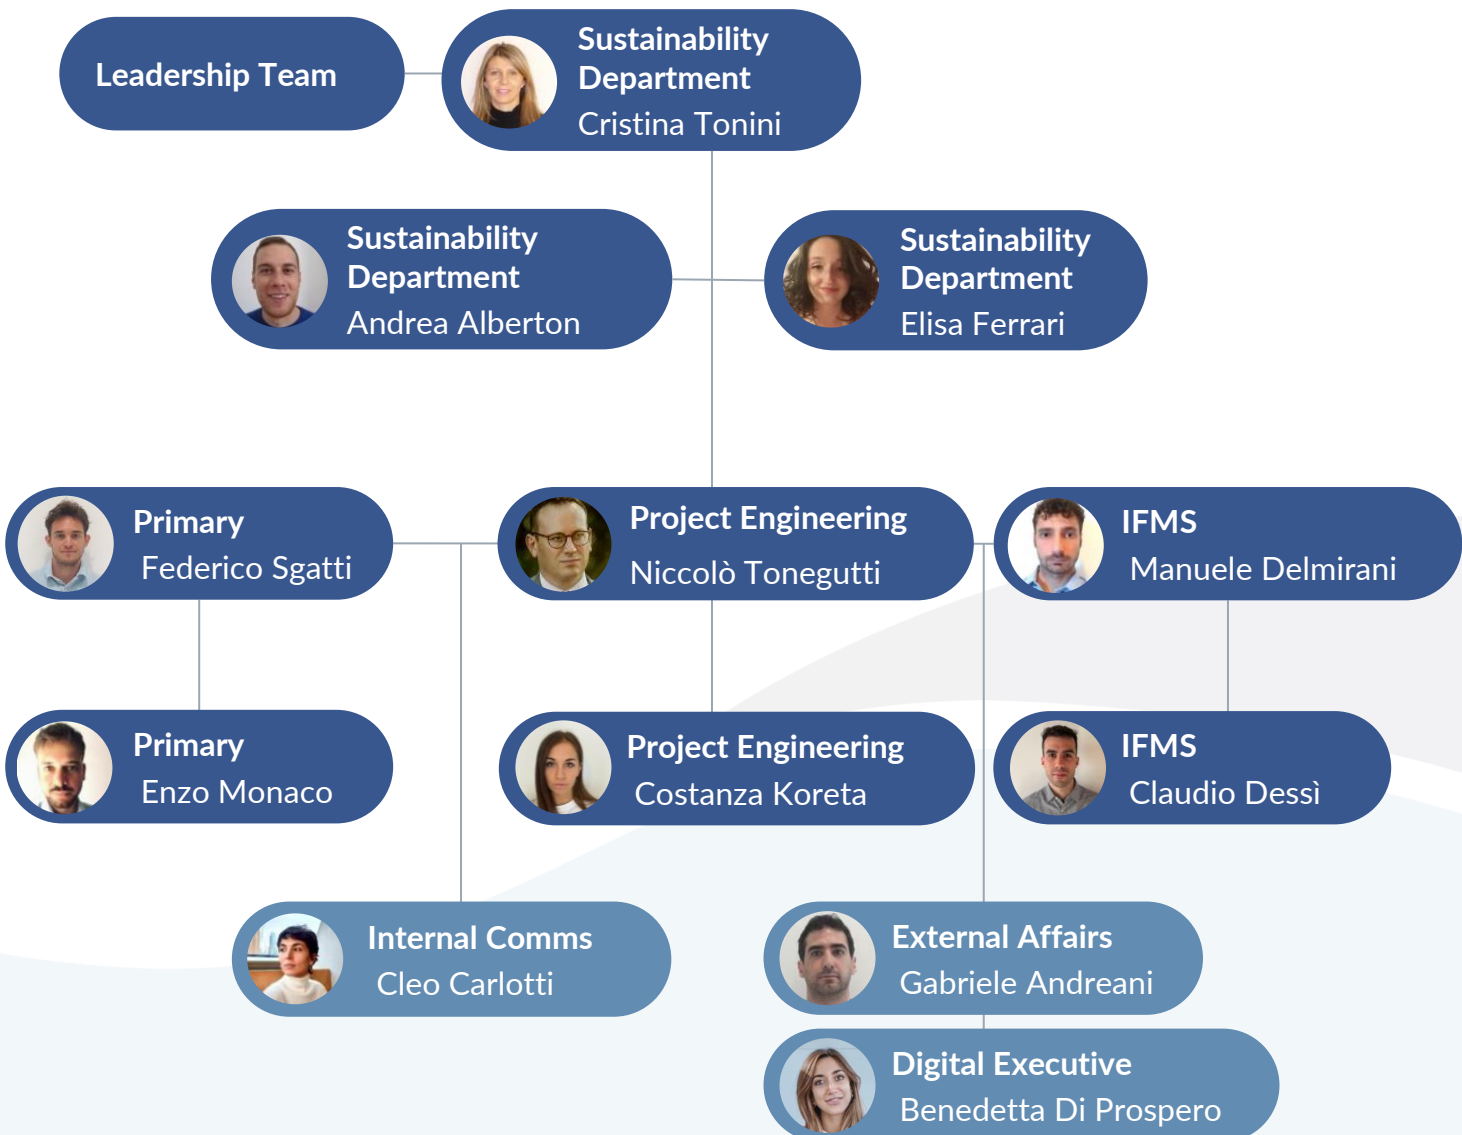 Leadership Team
Sustainability
Department
Cristina Tonini
Sustainability
Department
Andrea Alberton
Sustainability
Department
Elisa Ferrari
Primary
Federico Sgatti
Project Engineering
Niccolò Tonegutti
IFMS
Manuele Delmirani
Primary
Enzo Monaco
Project Engineering
Costanza Koreta
IFMS
Claudio Dessì
Internal Comms
Cleo Carlotti
External Affairs
Gabriele Andreani
Digital Executive
Benedetta Di Prospero